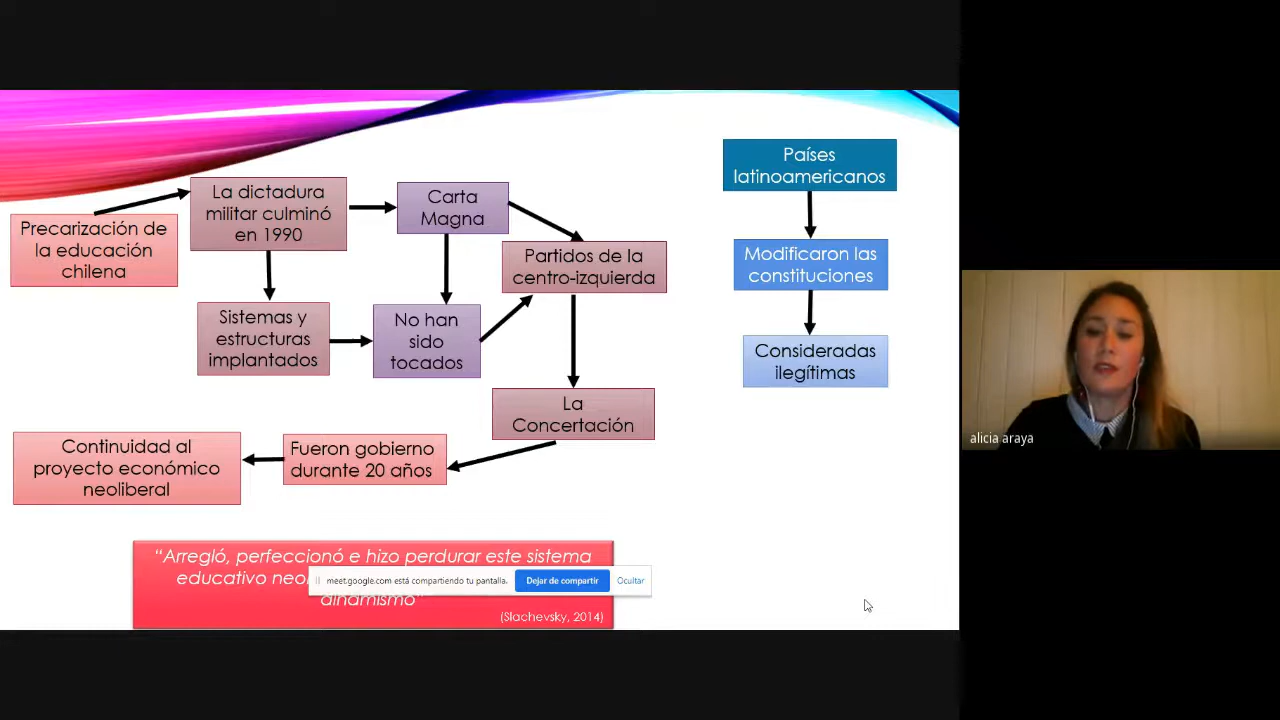 Precarización de
la educación
chilena
La dictadura
militar culminó
en 1990
Carta
Magna
Sistemas y
estructuras
implantados
No han
sido
tocados
Partidos de la
centro-izquierda
La
Concertación
Fueron gobierno
durante 20 años
Continuidad al
proyecto económico
neoliberal
Países
latinoamericanos
Modificaron las
constituciones
Consideradas
ilegítimas
“Arregló, perfeccionó e hizo perdurar este sistema
educativo
dinamismo”
(Slachevsky, 2014)
meet.google.com está compartiendo tu pantalla.
Dejar de compartir
Ocultar
alicia araya